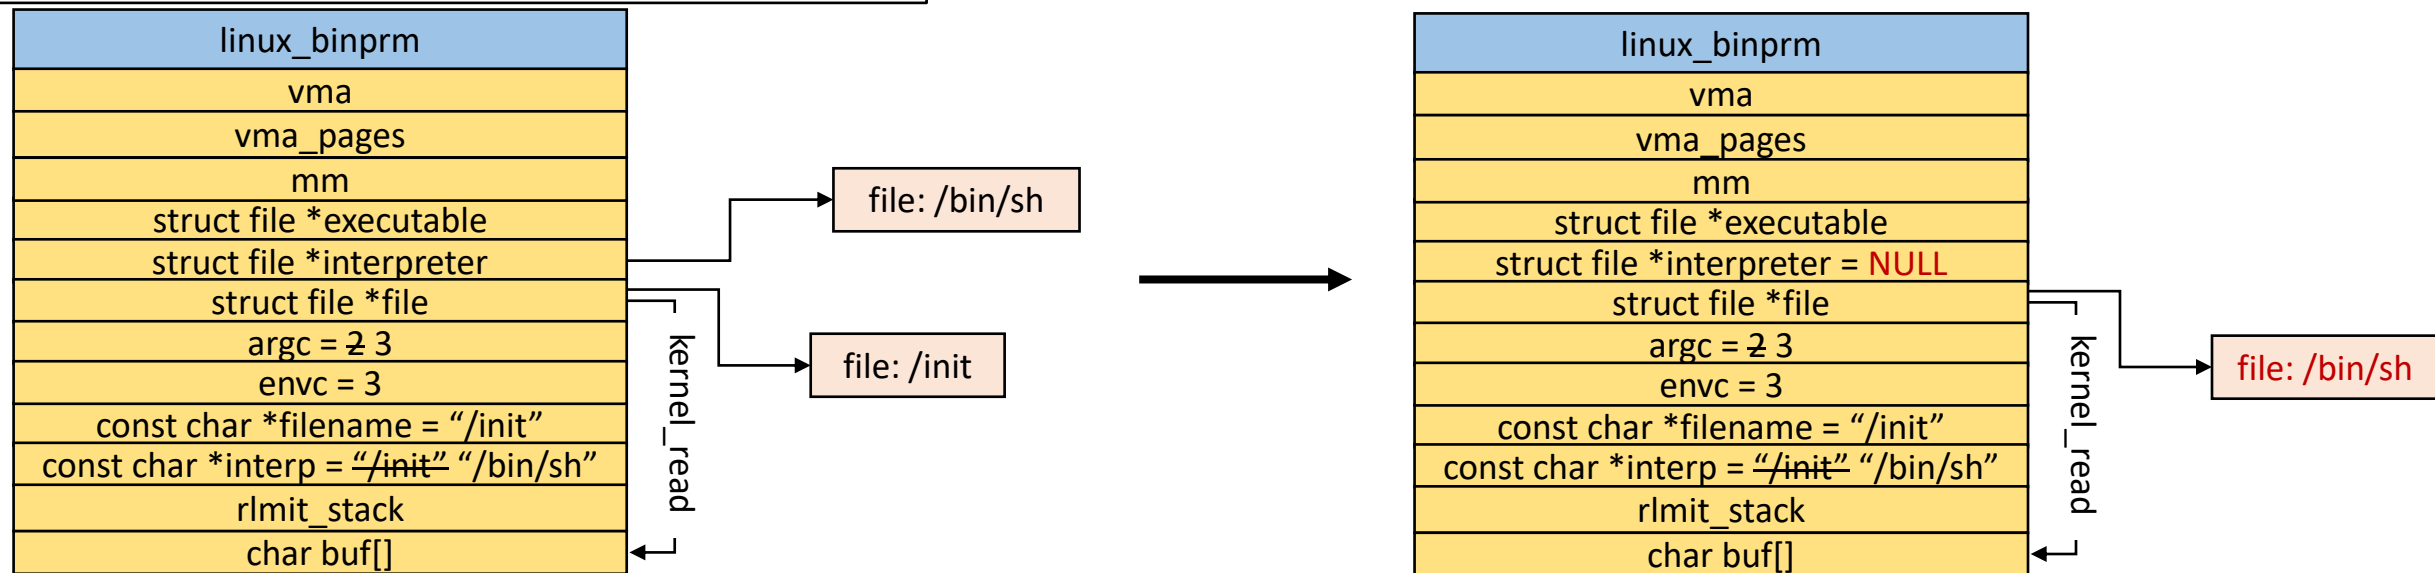 linux_binprm
vma
vma_pages
mm
struct file *executable
struct file *interpreter
struct file *file
argc = 2 3
envc = 3
const char *filename = “/init”
const char *interp = “/init” “/bin/sh”
rlmit_stack
char buf[]
kernel_read
file: /bin/sh
file: /init
linux_binprm
vma
vma_pages
mm
struct file *executable
struct file *interpreter = NULL
struct file *file
argc = 2 3
envc = 3
const char *filename = “/init”
const char *interp = “/init” “/bin/sh”
rlmit_stack
char buf[]
kernel_read
file: /bin/sh